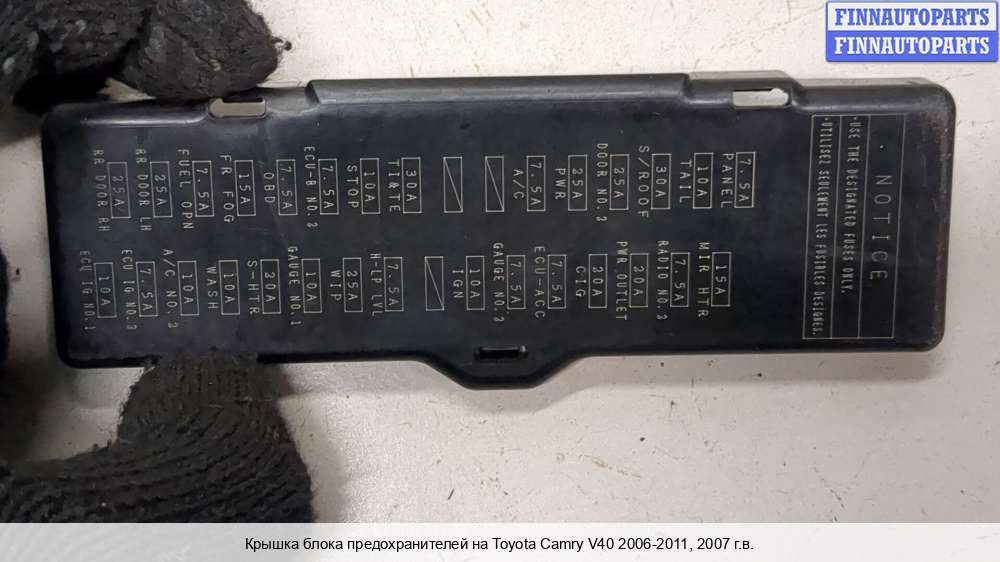 FINNAUTOPARTS
FINNAUTOPARTS
· NOTICE
·USE THE DESIGNATED FUSES ONLY.
·UTILISES SEULEMENT LES FUSIBLES DESIGNES.
7.5A
PANEL
10A
TAIL
30A
S/ROOF
25A
DOOR NO.2
25A
PWR
7.5A
A/C
30A
TI&TE
10A
STOP
7.5A
ECU-B NO.2
7.5A
OBD
15A
FR FOG
7.5A
FUEL OPN
25A
RR DOOR LH
25A
RR DOOR RH
15A
MIR HTR
7.5A
RADIO NO.2
20A
PWR OUTLET
20A
CIG
7.5A
ECU-ACC
7.5A
GAUGE NO.2
10A
IGN
7.5A
H-LP LVL
25A
WIP
10A
GAUGE NO.1
20A
S-HTR
10A
WASH
10A
A/C NO.2
7.5A
ECU IG NO.2
10A
ECU IG NO.1
Крышка блока предохранителей на Toyota Camry V40 2006-2011, 2007 г.в.